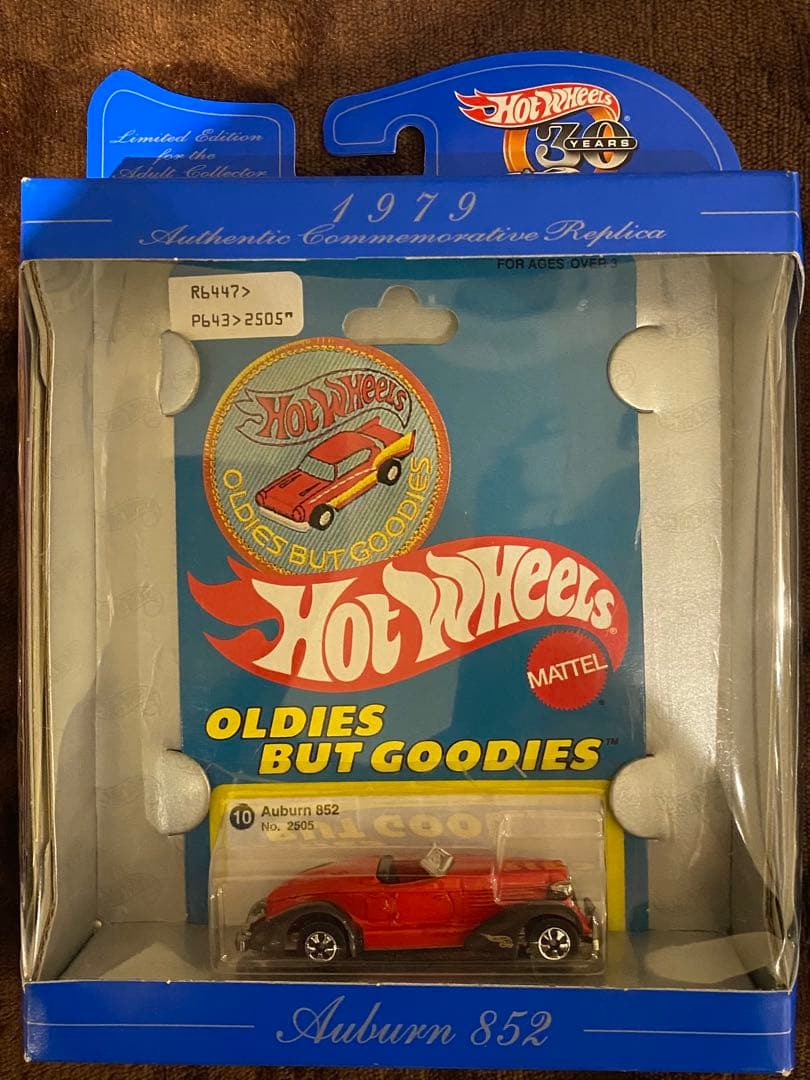 Limited Edition
for the
Adult Collector
HOT WHEELS
30
YEARS
1979
Authentic Commemorative Replica
FOR AGES OVER 3
R6447>
P643>2505"
HOT WHEELS
OLDIES BUT GOODIES
HOT WHEELS®
MATTEL®
OLDIES
BUT GOODIES™
10 Auburn 852
No. 2505
Auburn 852